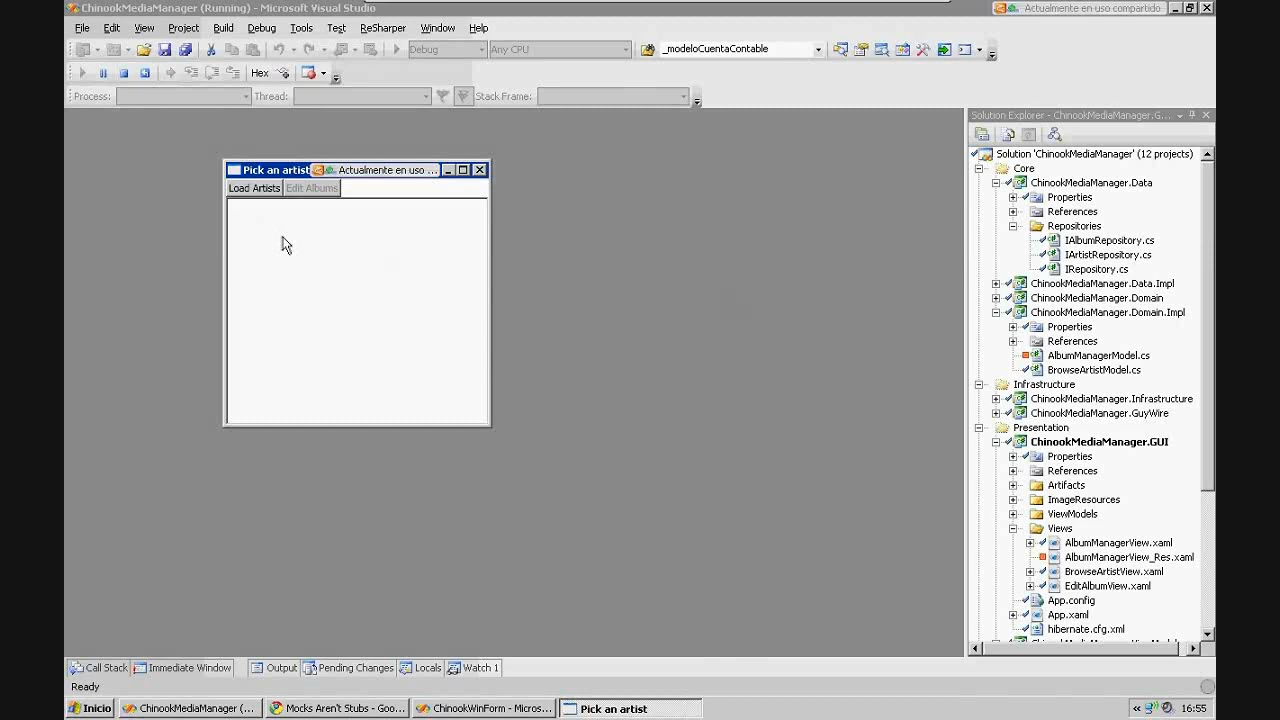 ChinookMediaManager (Running) - Microsoft Visual Studio
Actualmente en uso compartido
File Edit View Project Build Debug Tools Test ReSharper Window Help
Debug Any CPU _modeloCuentaContable
Hex
Process: Thread: Stack Frame:
Solution Explorer - ChinookMediaManager.G...
Solution 'ChinookMediaManager' (12 projects)
Core
ChinookMediaManager.Data
Properties
References
Repositories
IAlbumRepository.cs
IArtistRepository.cs
IRepository.cs
ChinookMediaManager.Data.Impl
ChinookMediaManager.Domain
ChinookMediaManager.Domain.Impl
Properties
References
AlbumManagerModel.cs
BrowseArtistModel.cs
Infrastructure
ChinookMediaManager.Infrastructure
ChinookMediaManager.GuyWire
Presentation
ChinookMediaManager.GUI
Properties
References
Artifacts
ImageResources
ViewModels
Views
AlbumManagerView.xaml
AlbumManagerView_Res.xaml
BrowseArtistView.xaml
EditAlbumView.xaml
App.config
App.xaml
hibernate.cfg.xml
Pick an artist Actualmente en uso ...
Load Artists Edit Albums
Call Stack Immediate Window Output Pending Changes Locals Watch 1
Ready
Inicio ChinookMediaManager (... Mocks Aren't Stubs - Goo... ChinookWinForm - Micros... Pick an artist « 16:55